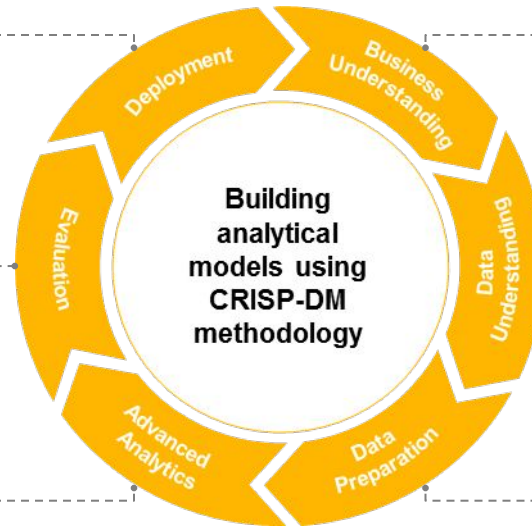 Building
analytical
models using
CRISP-DM
methodology
Business
Understanding
Data
Understanding
Data
Preparation
Advanced
Analytics
Evaluation
Deployment